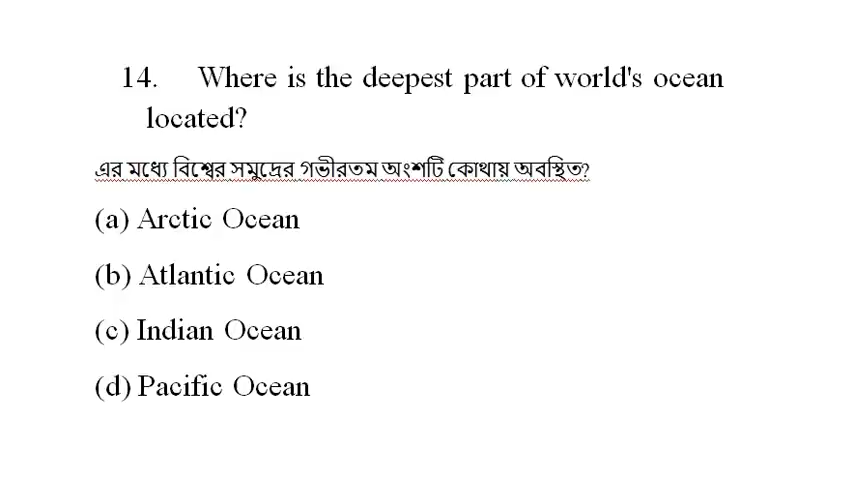 14. Where is the deepest part of world's ocean
located?
এর মধ্যে বিশ্বের সমুদ্রের গভীরতম অংশটি কোথায় অবস্থিত?
(a) Arctic Ocean
(b) Atlantic Ocean
(c) Indian Ocean
(d) Pacific Ocean